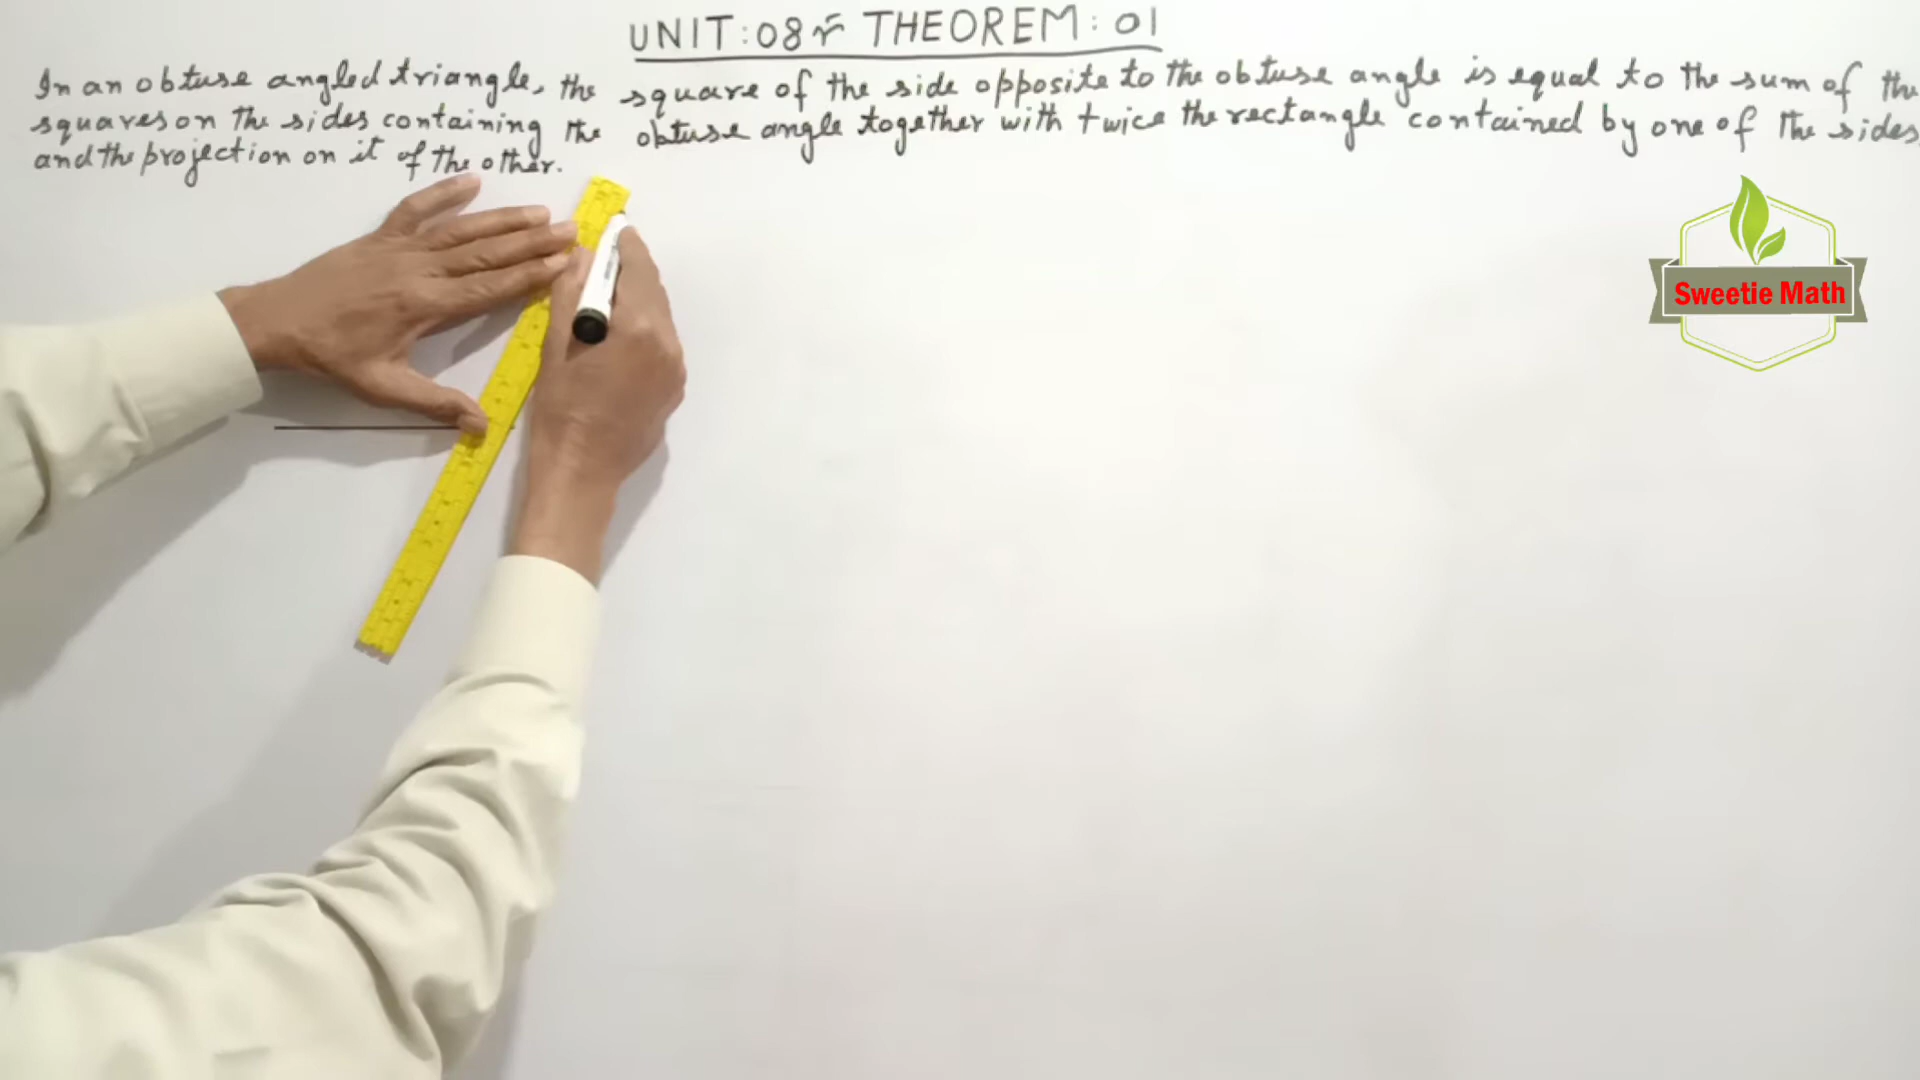 UNIT:08 THEOREM:01
In an obtuse angled triangle, the square of the side opposite to the obtuse angle is equal to the sum of the
squares on the sides containing the obtuse angle together with twice the rectangle contained by one of the sides,
and the projection on it of the other.
Sweetie Math